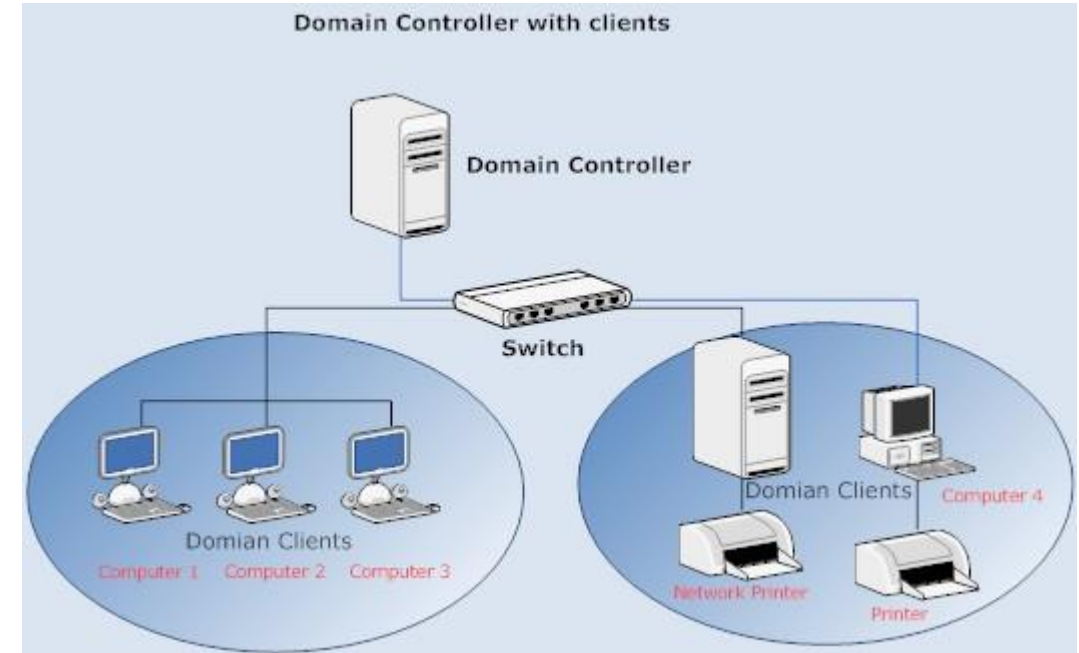 Domain Controller with clients
Domain Controller
Switch
Domian Clients
Computer 1
Computer 2
Computer 3
Domian Clients
Computer 4
Network Printer
Printer